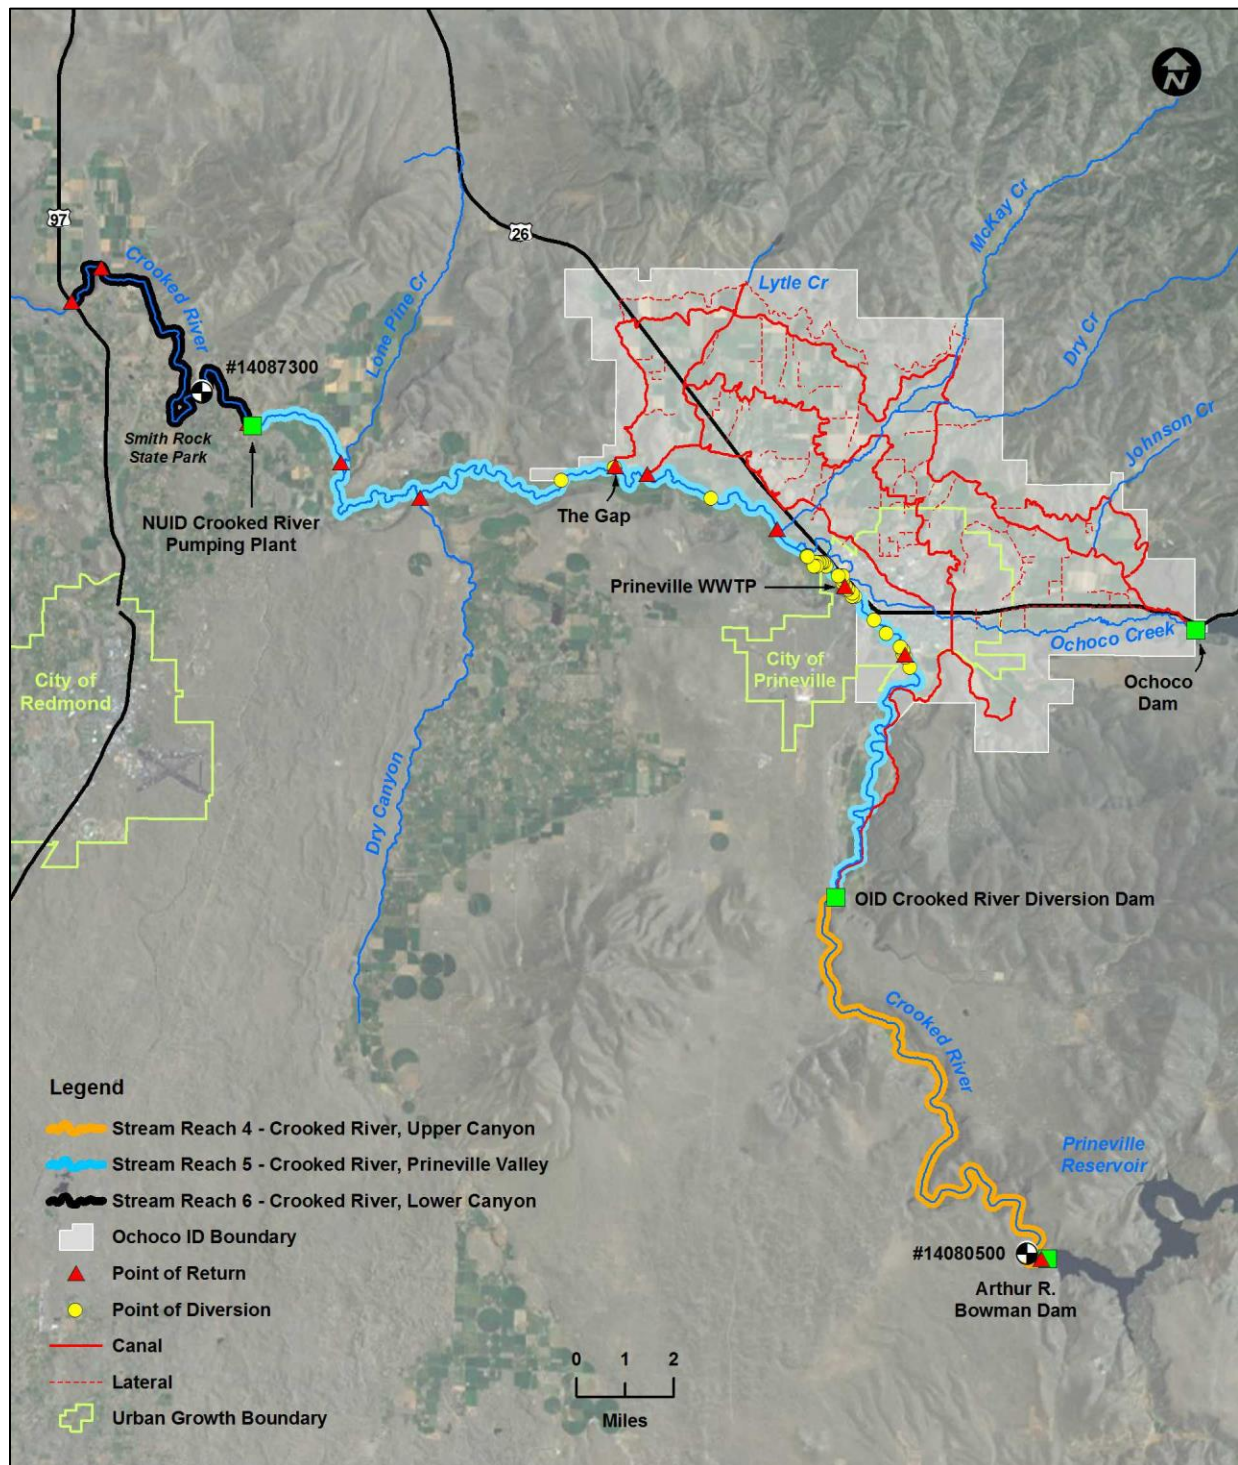 N
97
26
Crooked River
#14087300
Lone Pine Cr
Lytle Cr
McKay Cr
Dry Cr
Johnson Cr
Smith Rock
State Park
NUID Crooked River
Pumping Plant
The Gap
Prineville WWTP
City of
Redmond
City of
Prineville
Ochoco Creek
Ochoco
Dam
Dry Canyon
OID Crooked River Diversion Dam
Crooked River
Prineville
Reservoir
#14080500
Arthur R.
Bowman Dam
Legend
Stream Reach 4 - Crooked River, Upper Canyon
Stream Reach 5 - Crooked River, Prineville Valley
Stream Reach 6 - Crooked River, Lower Canyon
Ochoco ID Boundary
Point of Return
Point of Diversion
Canal
Lateral
Urban Growth Boundary
0 1 2
Miles